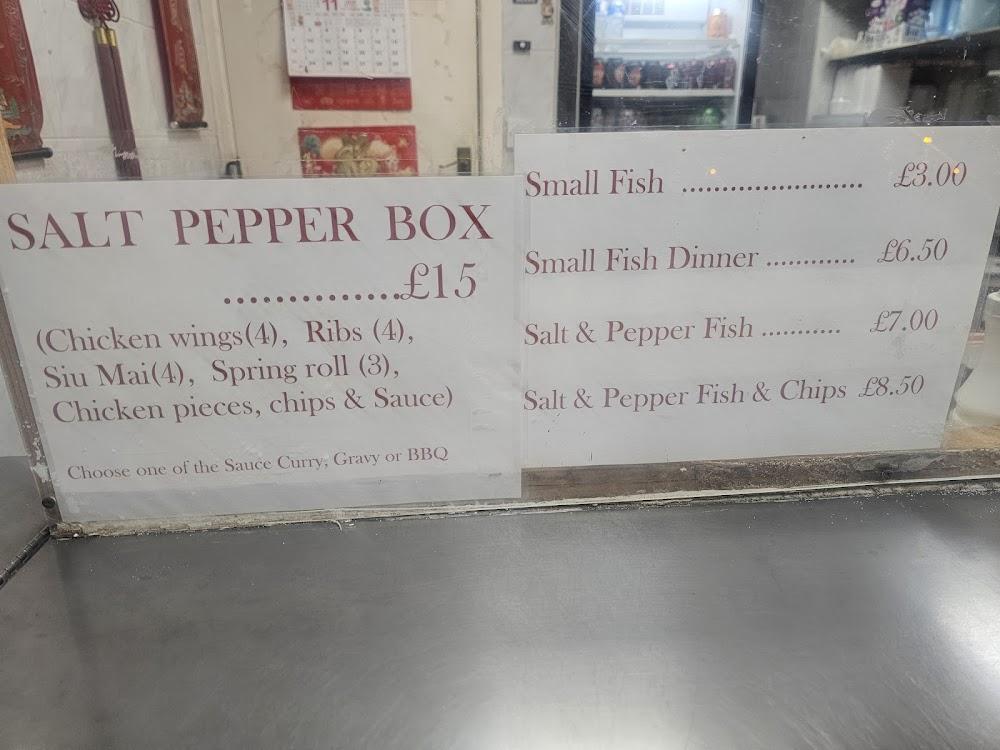 11
SALT PEPPER BOX
..............£15
(Chicken wings(4), Ribs (4),
Siu Mai(4), Spring roll (3),
Chicken pieces, chips & Sauce)
Choose one of the Sauce Curry, Gravy or BBQ
Small Fish ........................ £3.00
Small Fish Dinner ............ £6.50
Salt & Pepper Fish ........... £7.00
Salt & Pepper Fish & Chips £8.50